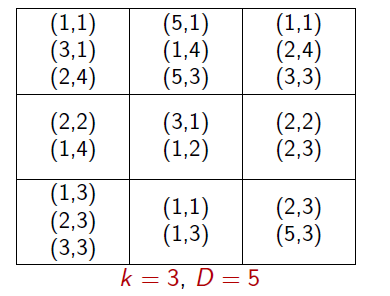 (1,1) (5,1) (1,1)
(3,1) (1,4) (2,4)
(2,4) (5,3) (3,3)
(2,2) (3,1) (2,2)
(1,4) (1,2) (2,3)
(1,3)
(2,3) (1,1) (2,3)
(3,3) (1,3) (5,3)
k = 3, D = 5